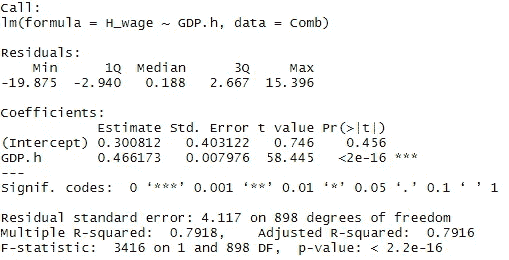 Call:
lm(formula = H_wage ~ GDP.h, data = Comb)
Residuals:
Min 1Q Median 3Q Max
-19.875 -2.940 0.188 2.667 15.396
Coefficients:
Estimate Std. Error t value Pr(>|t|)
(Intercept) 0.300812 0.403122 0.746 0.456
GDP.h 0.466173 0.007976 58.445 <2e-16 ***
---
Signif. codes: 0 ‘***’ 0.001 ‘**’ 0.01 ‘*’ 0.05 ‘.’ 0.1 ‘ ’ 1
Residual standard error: 4.117 on 898 degrees of freedom
Multiple R-squared: 0.7918, Adjusted R-squared: 0.7916
F-statistic: 3416 on 1 and 898 DF, p-value: < 2.2e-16